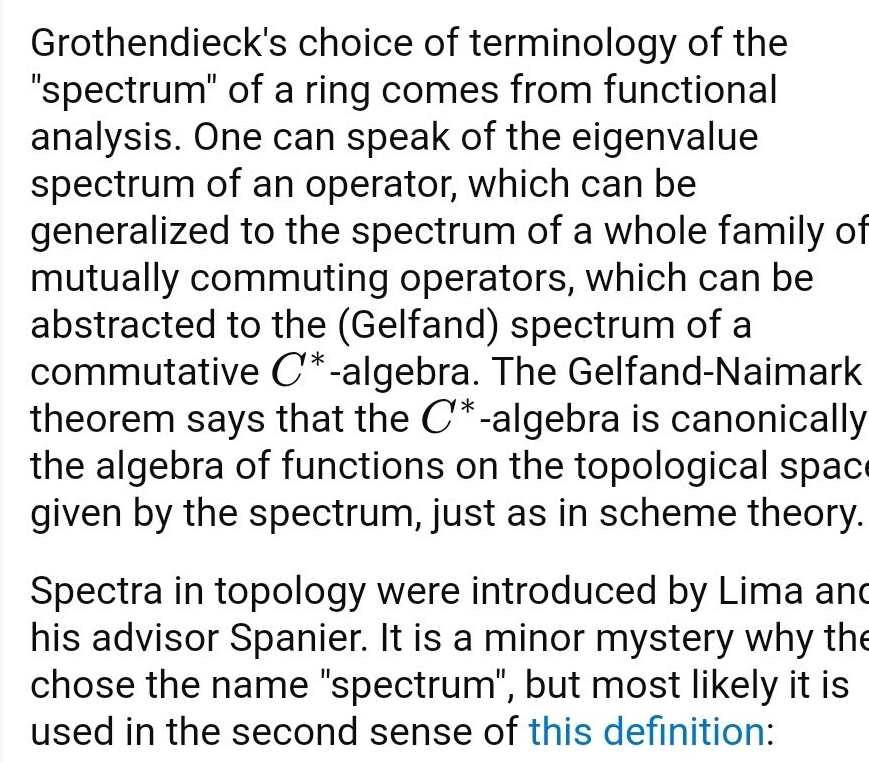 Grothendieck's choice of terminology of the
"spectrum" of a ring comes from functional
analysis. One can speak of the eigenvalue
spectrum of an operator, which can be
generalized to the spectrum of a whole family of
mutually commuting operators, which can be
abstracted to the (Gelfand) spectrum of a
commutative C*-algebra. The Gelfand-Naimark
theorem says that the C*-algebra is canonically
the algebra of functions on the topological spac
given by the spectrum, just as in scheme theory.
Spectra in topology were introduced by Lima an
his advisor Spanier. It is a minor mystery why the
chose the name "spectrum", but most likely it is
used in the second sense of this definition: